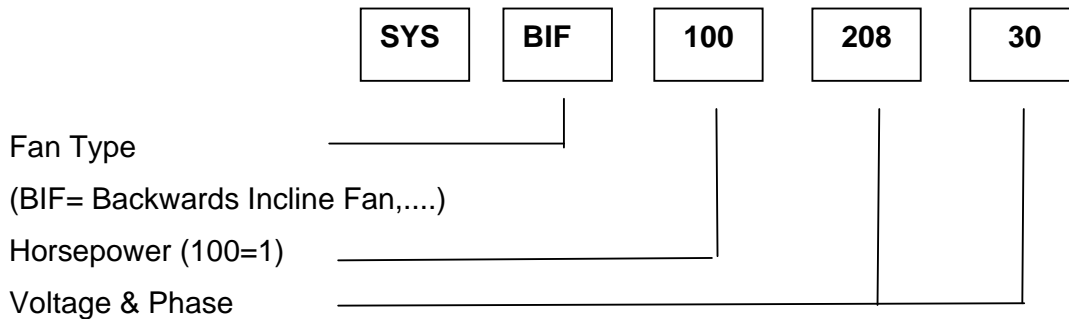 SYS BIF 100 208 30
Fan Type
(BIF= Backwards Incline Fan,....)
Horsepower (100=1)
Voltage & Phase